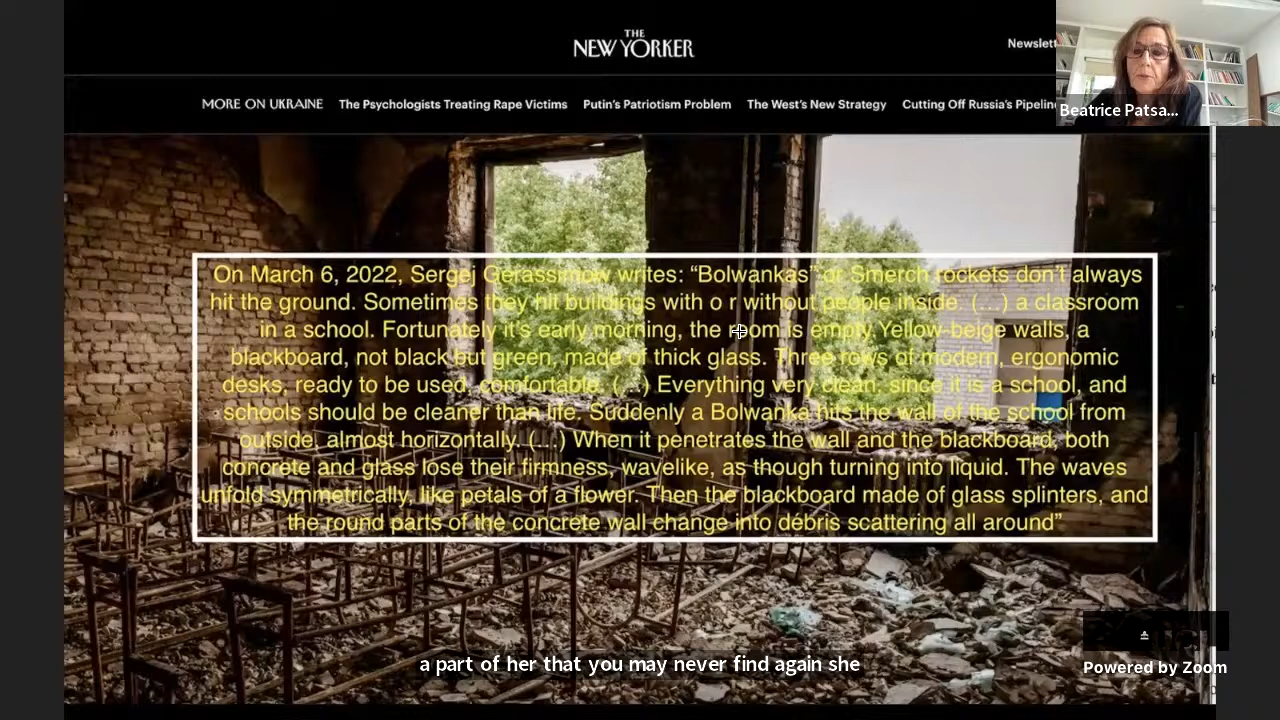 THE
NEW YORKER
Newslett
Beatrice Patsa...
MORE ON UKRAINE The Psychologists Treating Rape Victims Putin's Patriotism Problem The West's New Strategy Cutting Off Russia's Pipeline
On March 6, 2022, Sergej Gerassimow writes: “Bolwankas” or Smerch rockets don't always
hit the ground. Sometimes they hit buildings with o r without people inside. (…) a classroom
in a school. Fortunately it's early morning, the room is empty. Yellow-beige walls, a
blackboard, not black but green, made of thick glass. Three rows of modern, ergonomic
desks, ready to be used, comfortable. (…) Everything very clean, since it is a school, and
schools should be cleaner than life. Suddenly a Bolwanka hits the wall of the school from
outside, almost horizontally. (…) When it penetrates the wall and the blackboard, both
concrete and glass lose their firmness, wavelike, as though turning into liquid. The waves
unfold symmetrically, like petals of a flower. Then the blackboard made of glass splinters, and
the round parts of the concrete wall change into débris scattering all around”
a part of her that you may never find again she
Powered by Zoom